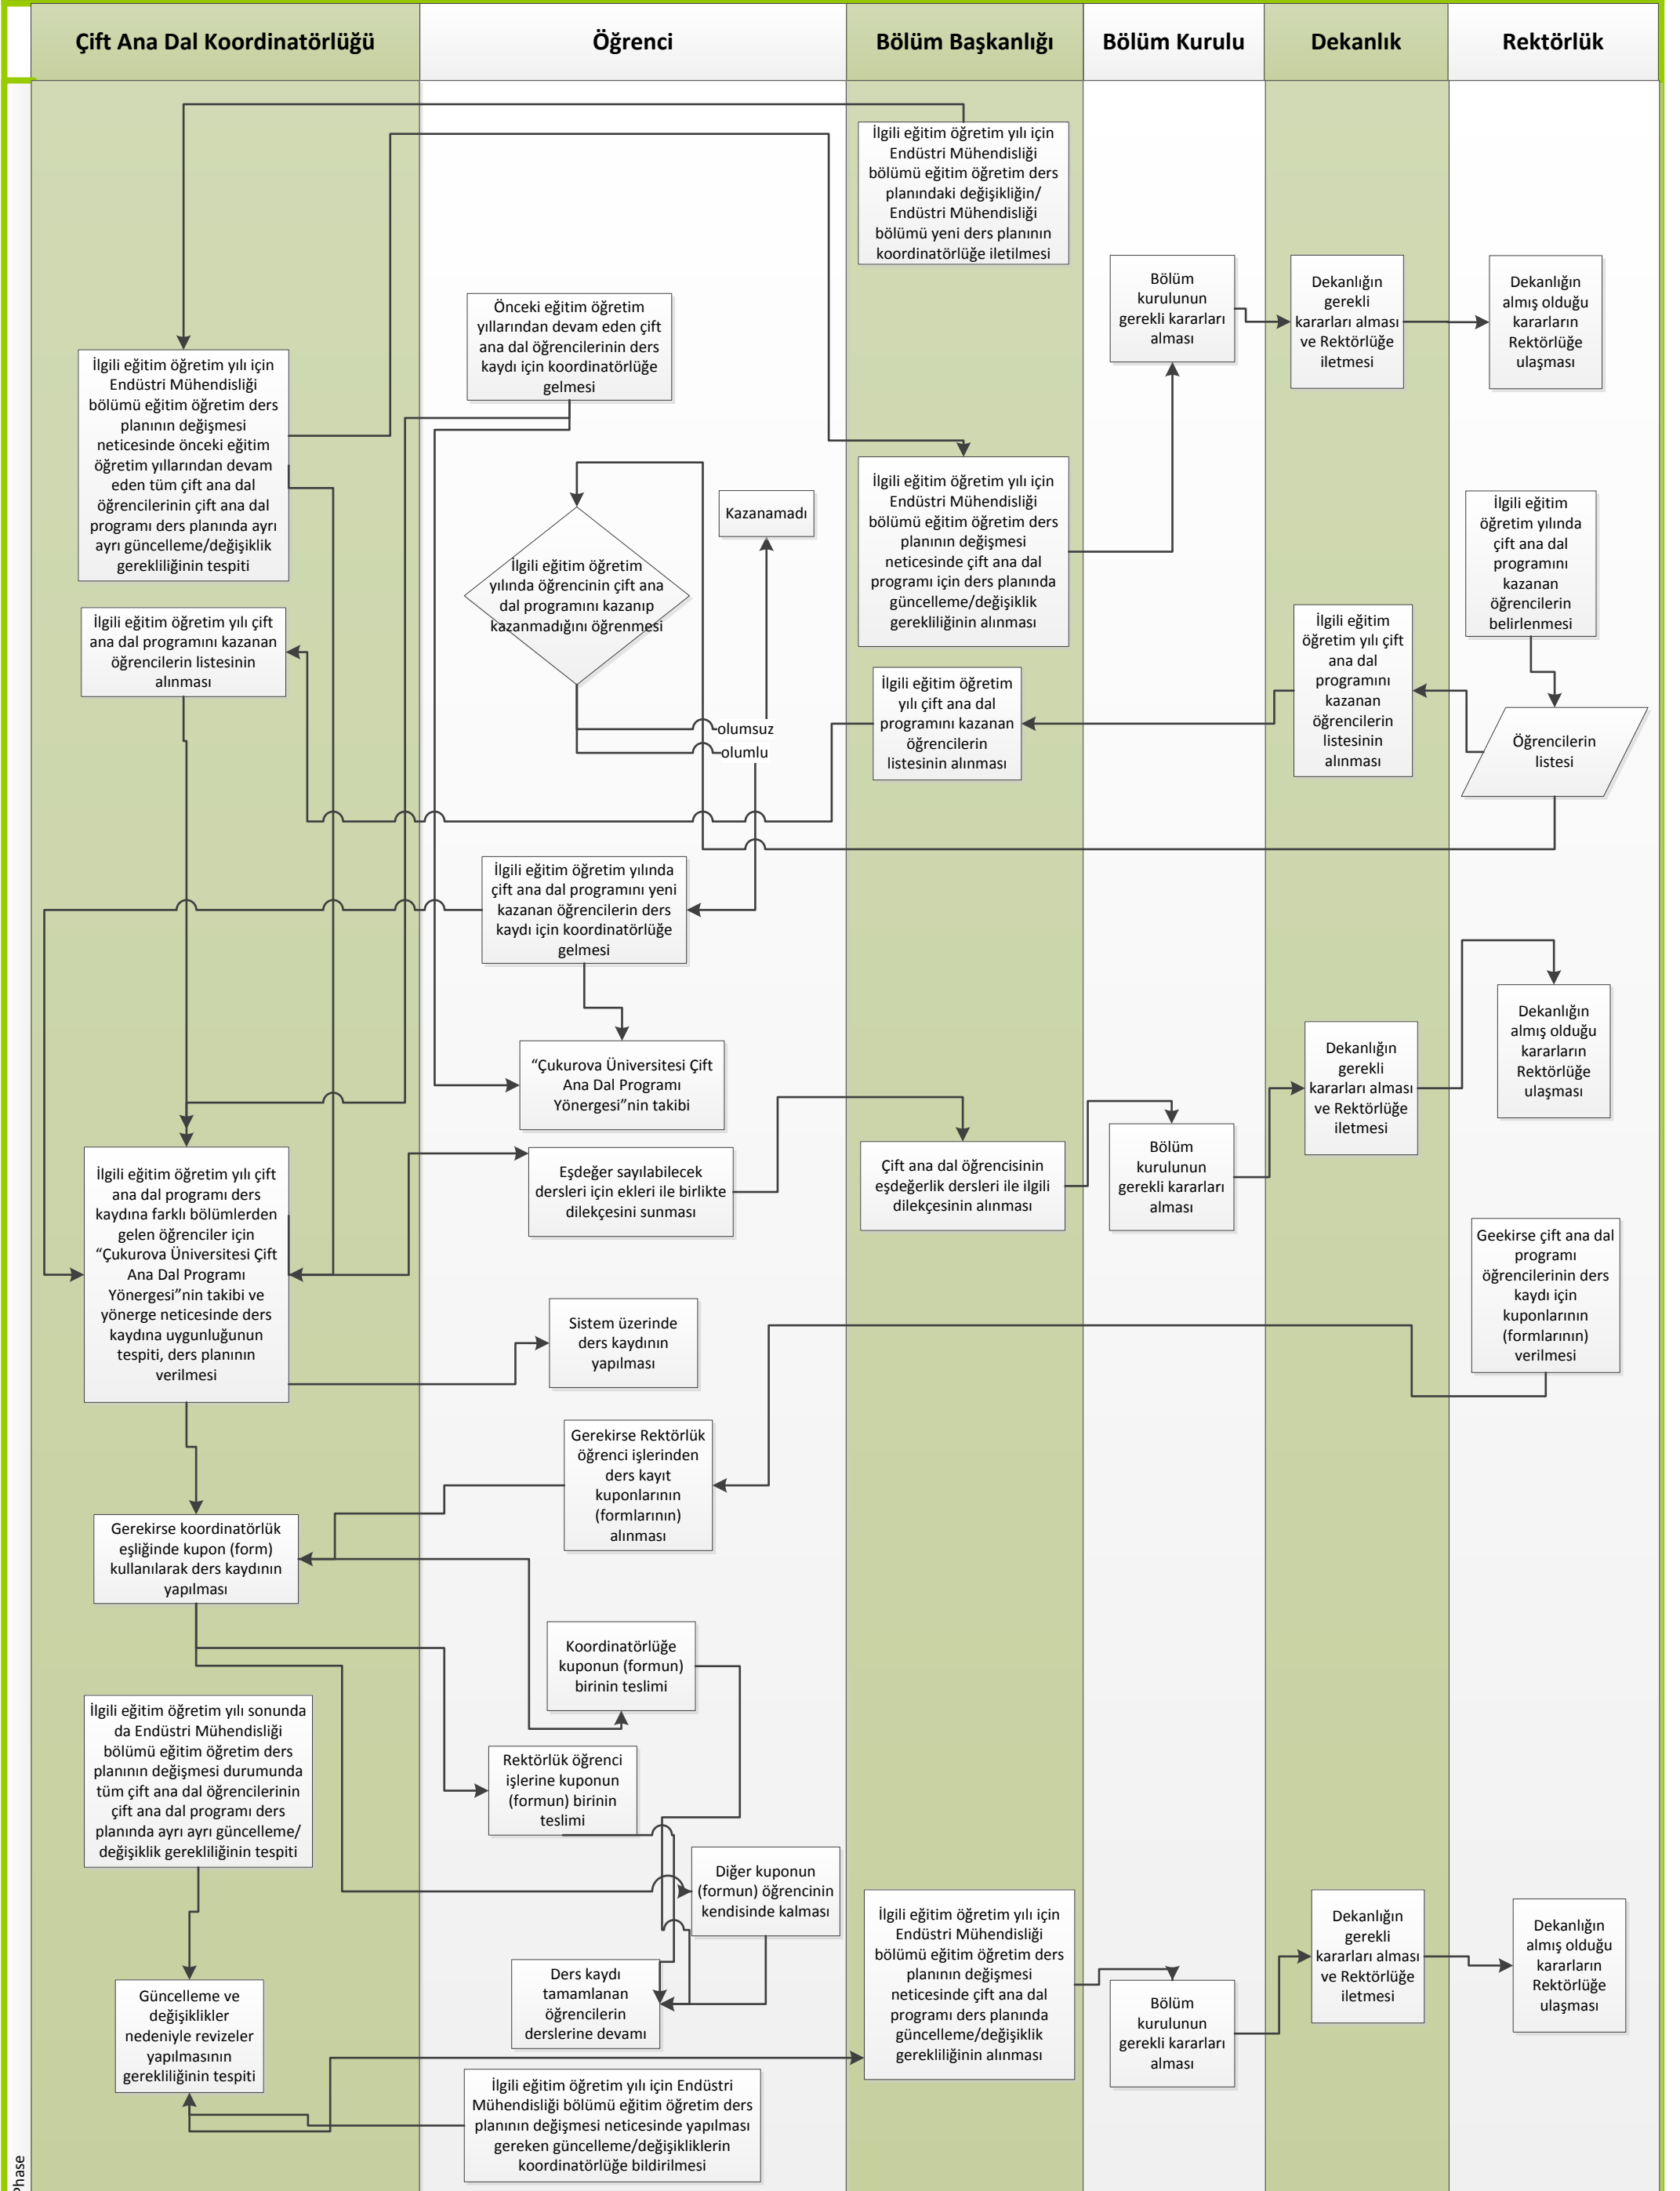 Çift Ana Dal Koordinatörlüğü
Öğrenci
Bölüm Başkanlığı
Bölüm Kurulu
Dekanlık
Rektörlük
İlgili eğitim öğretim yılı için
Endüstri Mühendisliği
bölümü eğitim öğretim ders
planındaki değişikliğin/
Endüstri Mühendisliği
bölümü yeni ders planının
koordinatörlüğe iletilmesi
Bölüm
kurulunun
gerekli kararları
alması
Dekanlığın
gerekli
kararları alması
ve Rektörlüğe
iletmesi
Dekanlığın
almış olduğu
kararların
Rektörlüğe
ulaşması
Önceki eğitim öğretim
yıllarından devam eden çift
ana dal öğrencilerinin ders
kaydı için koordinatörlüğe
gelmesi
İlgili eğitim öğretim yılı için
Endüstri Mühendisliği
bölümü eğitim öğretim ders
planının değişmesi
neticesinde önceki eğitim
öğretim yıllarından devam
eden tüm çift ana dal
öğrencilerinin çift ana dal
programı ders planında ayrı
ayrı güncelleme/değişiklik
gerekliliğinin tespiti
İlgili eğitim öğretim yılı için
Endüstri Mühendisliği
bölümü eğitim öğretim ders
planının değişmesi
neticesinde çift ana dal
programı için ders planında
güncelleme/değişiklik
gerekliliğinin alınması
Kazanamadı
İlgili eğitim
öğretim yılında
çift ana dal
programını
kazanan
öğrencilerin
belirlenmesi
İlgili eğitim öğretim
yılında öğrencinin çift ana
dal programını kazanıp
kazanmadığını öğrenmesi
İlgili eğitim öğretim yılı çift
ana dal programını kazanan
öğrencilerin listesinin
alınması
İlgili eğitim
öğretim yılı çift
ana dal
programını
kazanan
öğrencilerin
listesinin
alınması
İlgili eğitim öğretim
yılı çift ana dal
programını kazanan
öğrencilerin
listesinin alınması
Öğrencilerin
listesi
olumsuz
olumlu
İlgili eğitim öğretim yılında
çift ana dal programını yeni
kazanan öğrencilerin ders
kaydı için koordinatörlüğe
gelmesi
Dekanlığın
almış olduğu
kararların
Rektörlüğe
ulaşması
Dekanlığın
gerekli
kararları alması
ve Rektörlüğe
iletmesi
“Çukurova Üniversitesi Çift
Ana Dal Programı
Yönergesi”nin takibi
Bölüm
kurulunun
gerekli kararları
alması
Çift ana dal öğrencisinin
eşdeğerlik dersleri ile ilgili
dilekçesinin alınması
Eşdeğer sayılabilecek
dersleri için ekleri ile birlikte
dilekçesini sunması
İlgili eğitim öğretim yılı çift
ana dal programı ders
kaydına farklı bölümlerden
gelen öğrenciler için
“Çukurova Üniversitesi Çift
Ana Dal Programı
Yönergesi”nin takibi ve
yönerge neticesinde ders
kaydına uygunluğunun
tespiti, ders planının
verilmesi
Geekirse çift ana dal
programı
öğrencilerinin ders
kaydı için
kuponlarının
(formlarının)
verilmesi
Sistem üzerinde
ders kaydının
yapılması
Gerekirse Rektörlük
öğrenci işlerinden
ders kayıt
kuponlarının
(formlarının)
alınması
Gerekirse koordinatörlük
eşliğinde kupon (form)
kullanılarak ders kaydının
yapılması
Koordinatörlüğe
kuponun (formun)
birinin teslimi
İlgili eğitim öğretim yılı sonunda
da Endüstri Mühendisliği
bölümü eğitim öğretim ders
planının değişmesi durumunda
tüm çift ana dal öğrencilerinin
çift ana dal programı ders
planında ayrı ayrı güncelleme/
değişiklik gerekliliğinin tespiti
Rektörlük öğrenci
işlerine kuponun
(formun) birinin
teslimi
Diğer kuponun
(formun) öğrencinin
kendisinde kalması
İlgili eğitim öğretim yılı için
Endüstri Mühendisliği
bölümü eğitim öğretim ders
planının değişmesi
neticesinde çift ana dal
programı ders planında
güncelleme/değişiklik
gerekliliğinin alınması
Dekanlığın
gerekli
kararları alması
ve Rektörlüğe
iletmesi
Dekanlığın
almış olduğu
kararların
Rektörlüğe
ulaşması
Ders kaydı
tamamlanan
öğrencilerin
derslerine devamı
Güncelleme ve
değişiklikler
nedeniyle revizeler
yapılmasının
gerekliliğinin tespiti
Bölüm
kurulunun
gerekli kararları
alması
İlgili eğitim öğretim yılı için Endüstri
Mühendisliği bölümü eğitim öğretim ders
planının değişmesi neticesinde yapılması
gereken güncelleme/değişikliklerin
koordinatörlüğe bildirilmesi
Phase